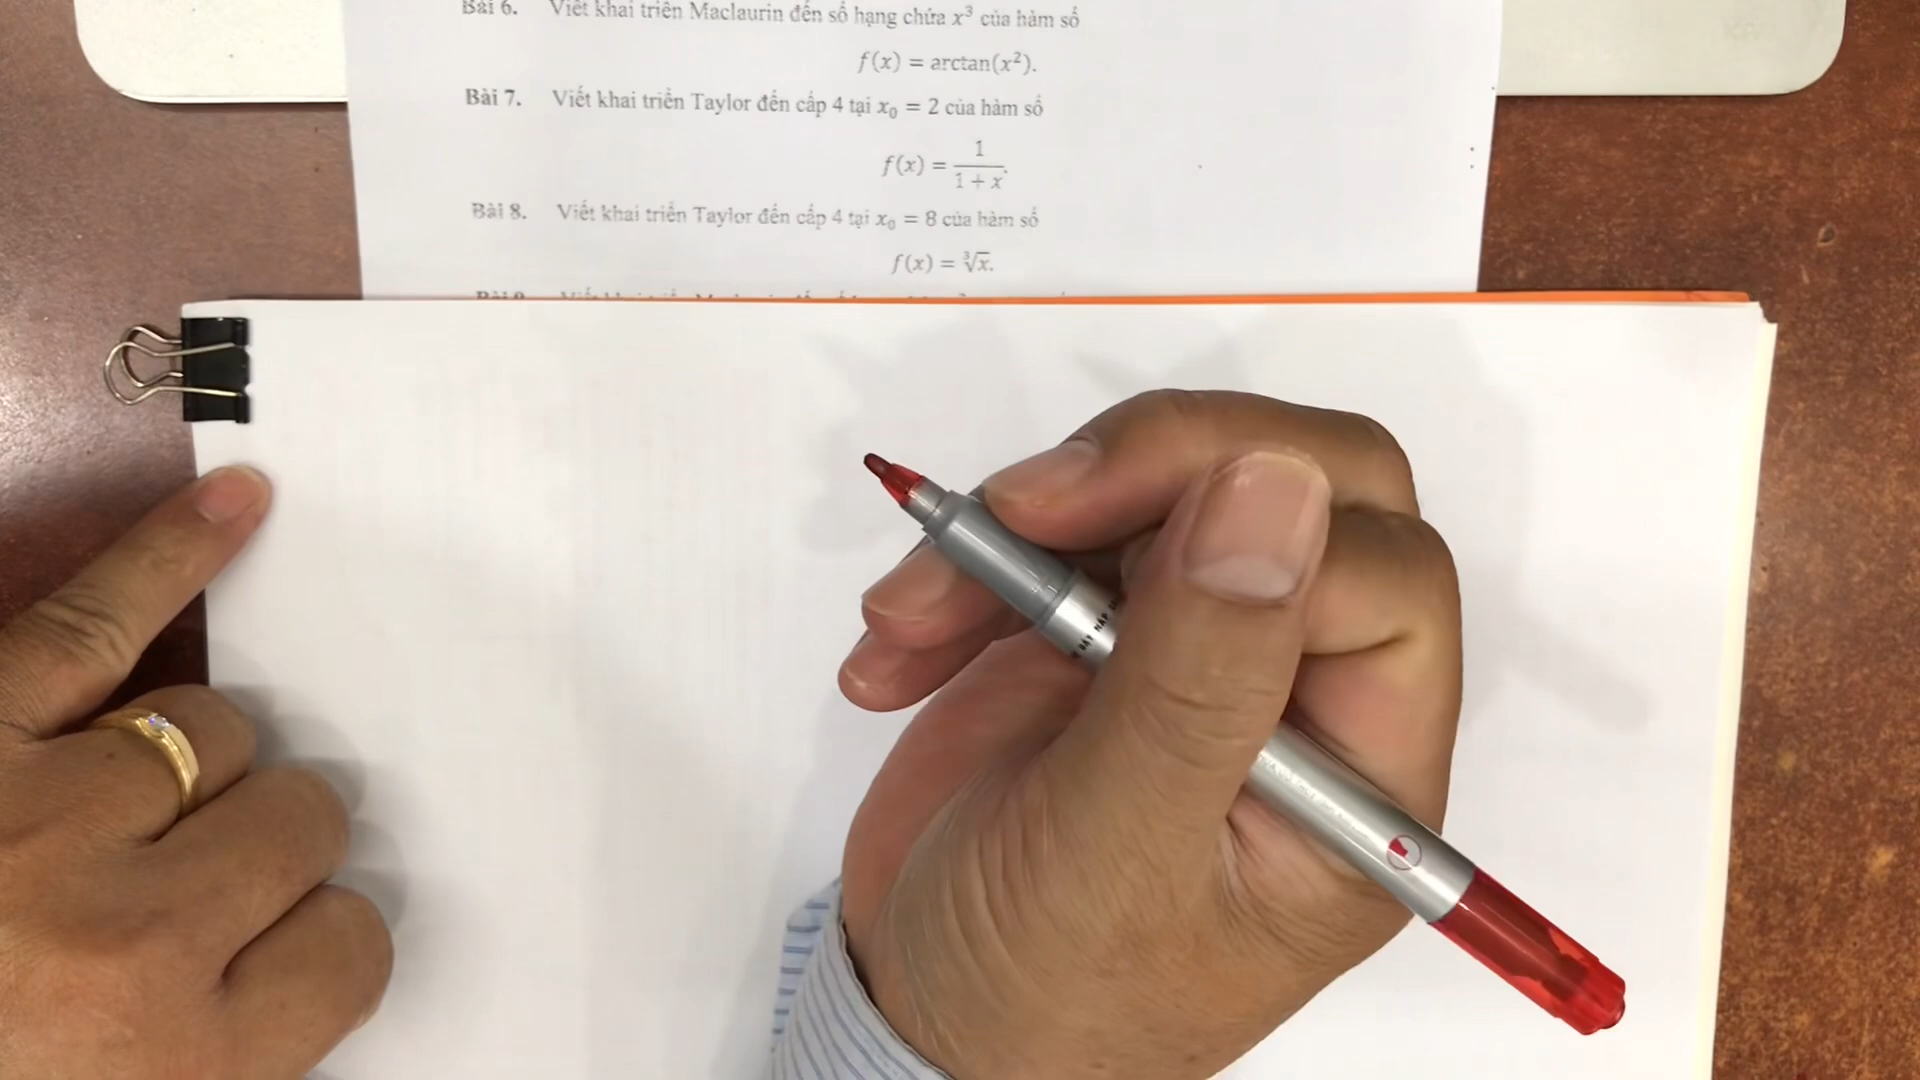 Bài 6. Viết khai triển Maclaurin đến số hạng chứa x³ của hàm số
f(x) = arctan(x²).
Bài 7. Viết khai triển Taylor đến cấp 4 tại x₀ = 2 của hàm số
f(x) = 1/(1 + x).
Bài 8. Viết khai triển Taylor đến cấp 4 tại x₀ = 8 của hàm số
f(x) = ∛x.